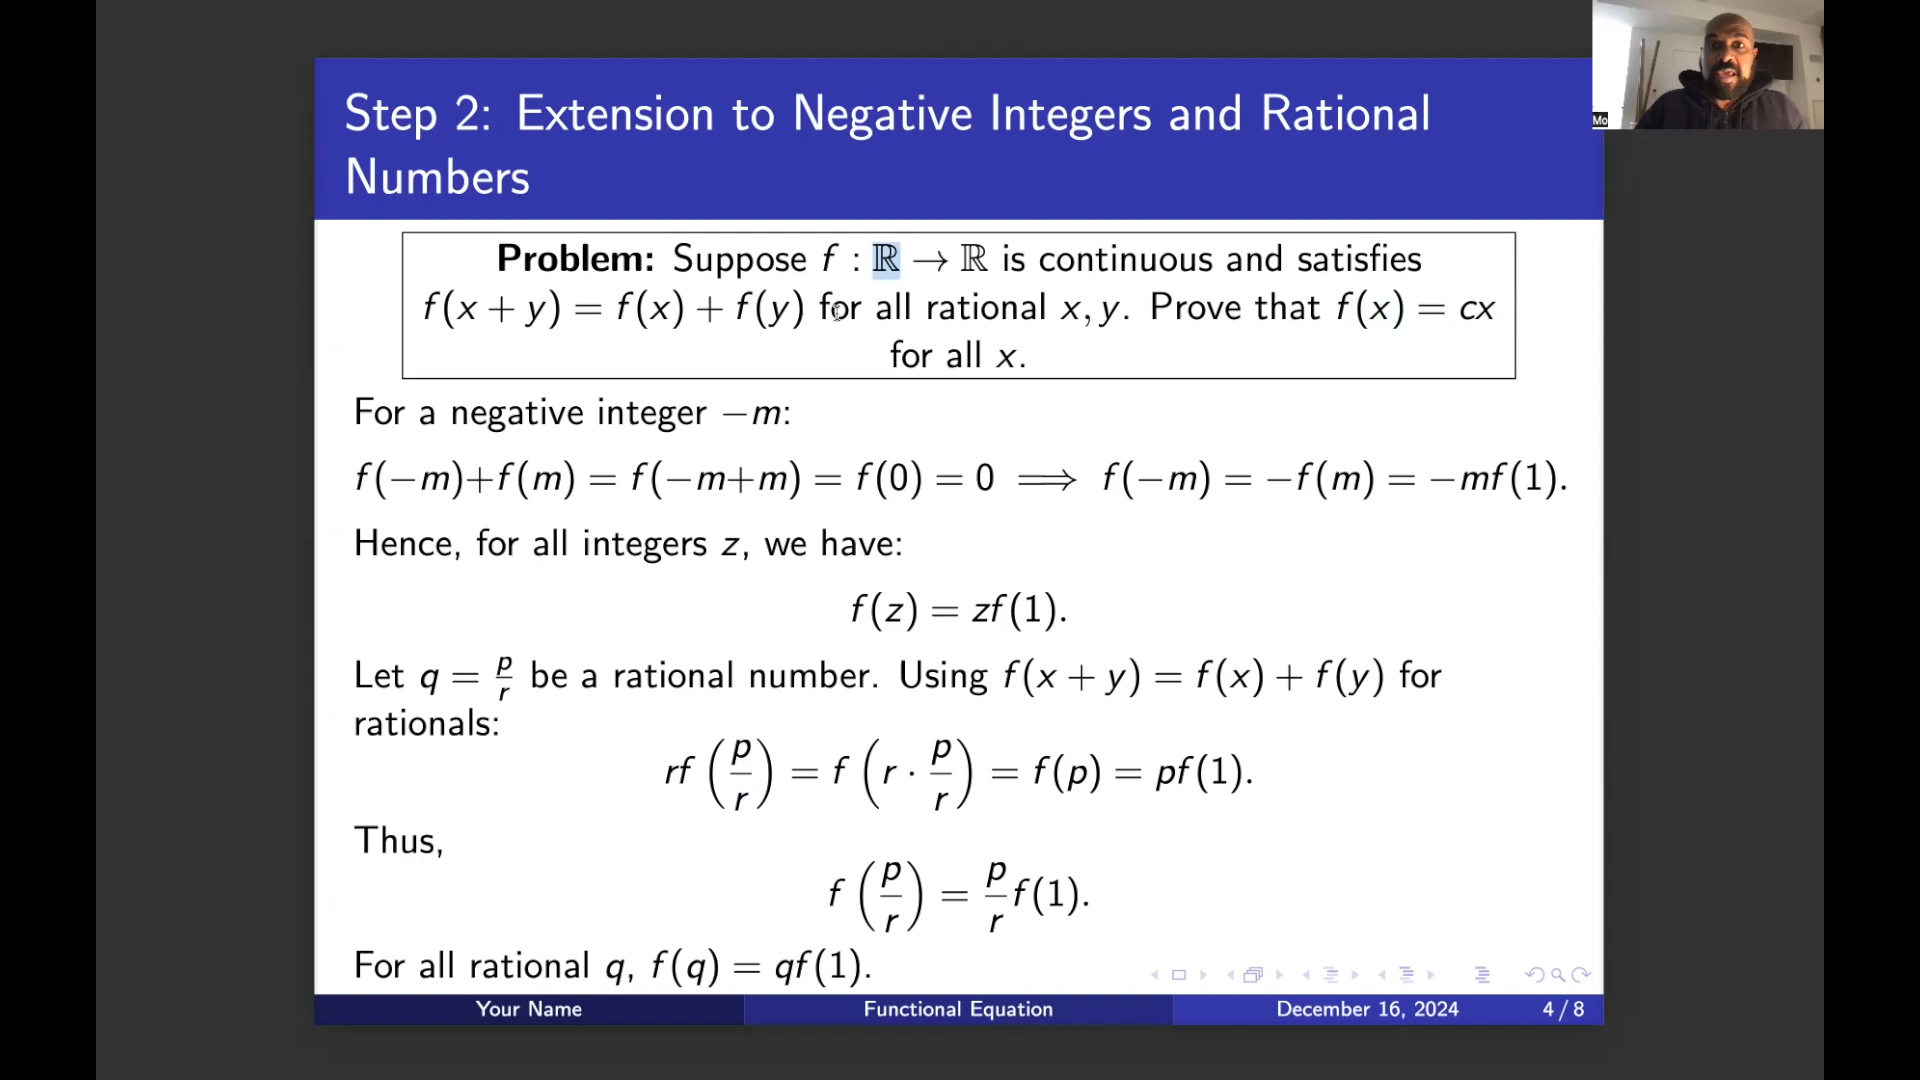 Step 2: Extension to Negative Integers and Rational
Numbers
Mo
Problem: Suppose f : ℝ → ℝ is continuous and satisfies
f(x + y) = f(x) + f(y) for all rational x, y. Prove that f(x) = cx
for all x.
For a negative integer −m:
f(−m)+f(m) = f(−m+m) = f(0) = 0 ⟹ f(−m) = −f(m) = −mf(1).
Hence, for all integers z, we have:
f(z) = zf(1).
Let q = p/r be a rational number. Using f(x + y) = f(x) + f(y) for
rationals:
rf(p/r) = f(r · p/r) = f(p) = pf(1).
Thus,
f(p/r) = p/r f(1).
For all rational q, f(q) = qf(1).
Your Name Functional Equation December 16, 2024 4 / 8